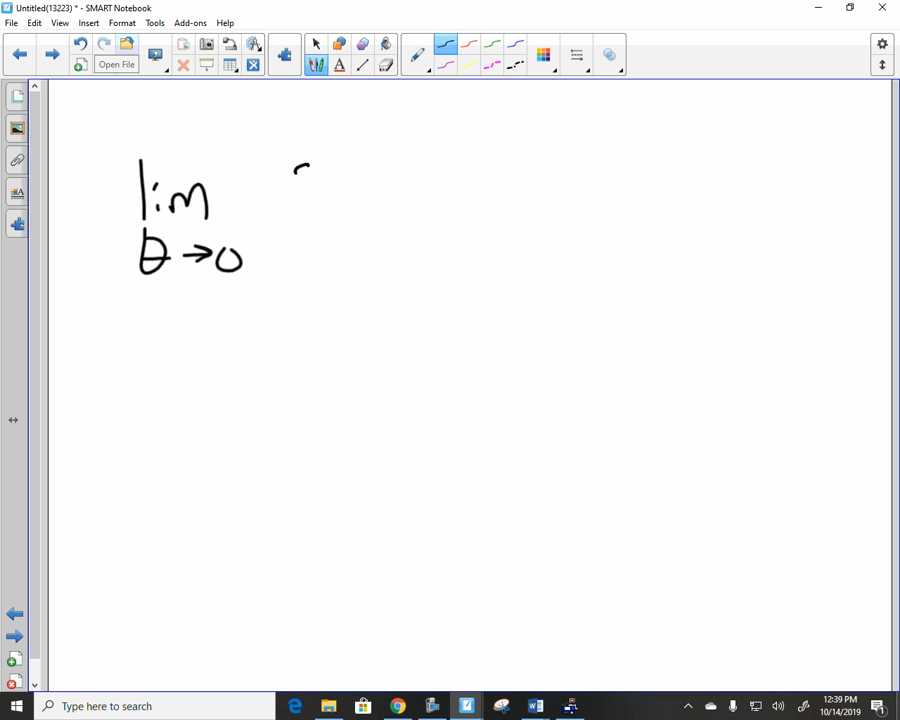 Untitled(13223) * - SMART Notebook
File Edit View Insert Format Tools Add-ons Help
Open File
lim
θ→0
Type here to search
12:39 PM
10/14/2019